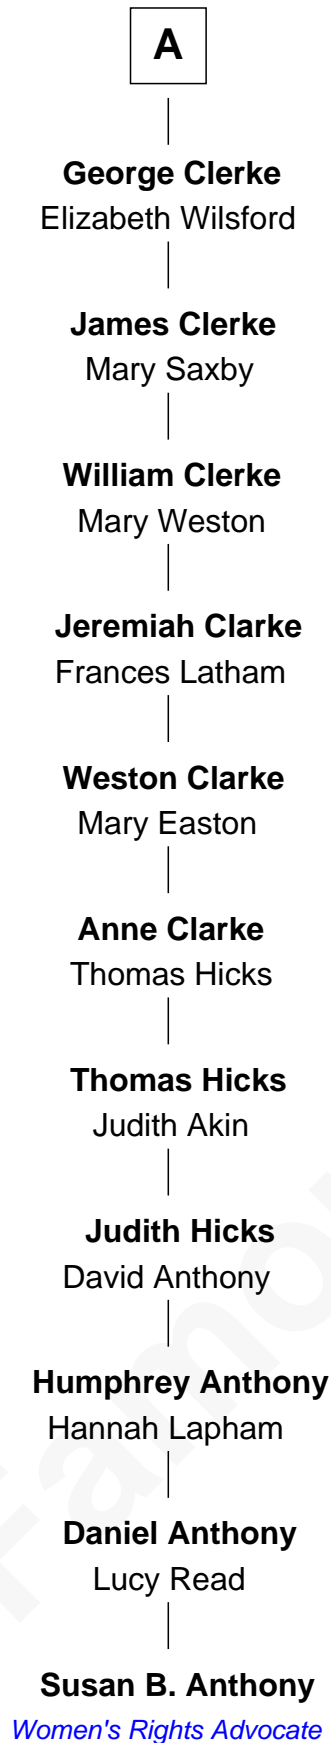 A
George Clerke
Elizabeth Wilsford
James Clerke
Mary Saxby
William Clerke
Mary Weston
Jeremiah Clarke
Frances Latham
Weston Clarke
Mary Easton
Anne Clarke
Thomas Hicks
Thomas Hicks
Judith Akin
Judith Hicks
David Anthony
Humphrey Anthony
Hannah Lapham
Daniel Anthony
Lucy Read
Susan B. Anthony
Women's Rights Advocate